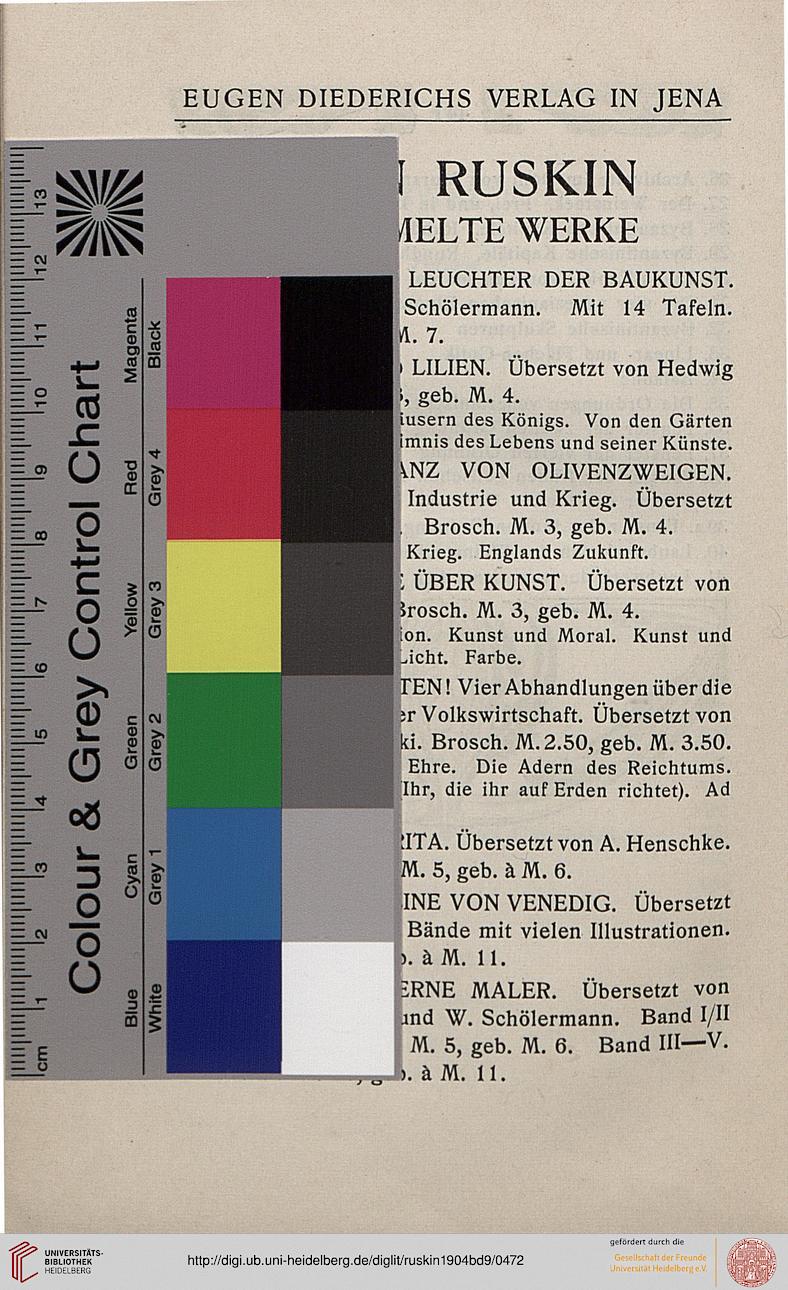 EUGEN DIEDERICHS VERLAG IN JENA
RUSKIN
MELTE WERKE
LEUCHTER DER BAUKUNST.
Schölermann. Mit 14 Tafeln.
M. 7.
LILIEN. Übersetzt von Hedwig
, geb. M. 4.
usern des Königs. Von den Gärten
imnis des Lebens und seiner Künste.
ANZ VON OLIVENZWEIGEN.
Industrie und Krieg. Übersetzt
. Brosch. M. 3, geb. M. 4.
Krieg. Englands Zukunft.
ÜBER KUNST. Übersetzt von
Brosch. M. 3, geb. M. 4.
ion. Kunst und Moral. Kunst und
Licht. Farbe.
TEN! Vier Abhandlungen über die
er Volkswirtschaft. Übersetzt von
ki. Brosch. M. 2.50, geb. M. 3.50.
Ehre. Die Adern des Reichtums.
Ihr, die ihr auf Erden richtet). Ad
RITA. Übersetzt von A. Henschke.
M. 5, geb. à M. 6.
INE VON VENEDIG. Übersetzt
Bände mit vielen Illustrationen.
. à M. 11.
ERNE MALER. Übersetzt von
und W. Schölermann. Band I/II
M. 5, geb. M. 6. Band III—V.
. à M. 11.
Colour & Grey Control Chart
Blue Cyan Green Yellow Red Magenta
White Grey 1 Grey 2 Grey 3 Grey 4 Black
cm 1 2 3 4 5 6 7 8 9 10 11 12 13
UNIVERSITÄTS-
BIBLIOTHEK
HEIDELBERG
http://digi.ub.uni-heidelberg.de/diglit/ruskin1904bd9/0472
gefördert durch die
Gesellschaft der Freunde
Universität Heidelberg e.V.